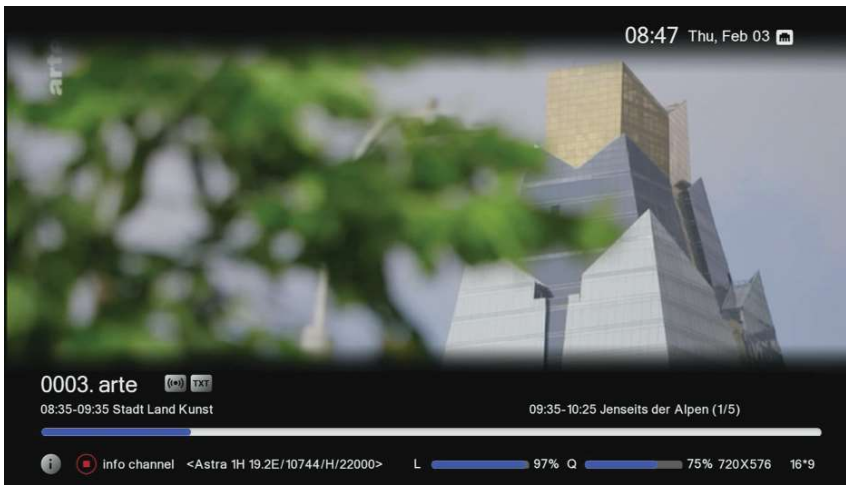 08:47 Thu, Feb 03
arte
0003. arte TXT
08:35-09:35 Stadt Land Kunst 09:35-10:25 Jenseits der Alpen (1/5)
info channel <Astra 1H 19.2E/10744/H/22000> L 97% Q 75% 720X576 16*9